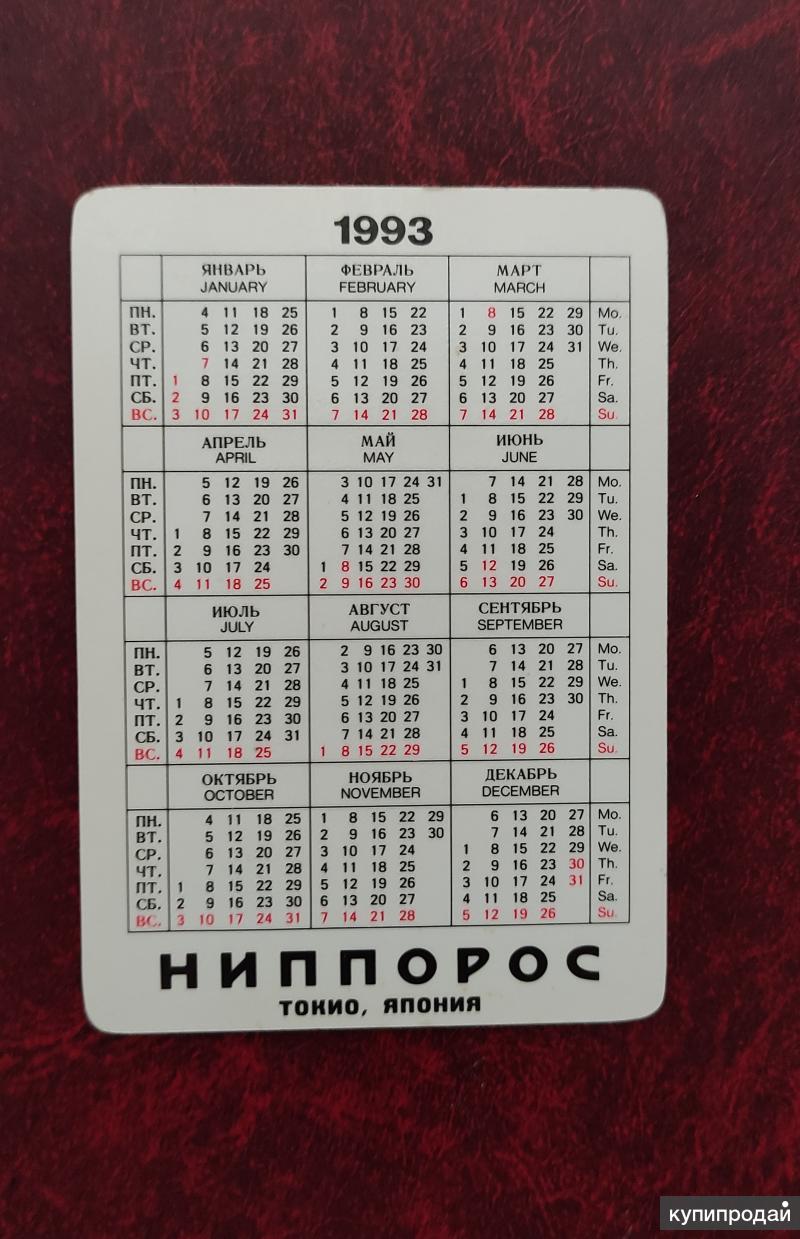 1993
ЯНВАРЬ ФЕВРАЛЬ МАРТ
JANUARY FEBRUARY MARCH
ПН. 4 11 18 25 1 8 15 22 1 8 15 22 29 Mo.
ВТ. 5 12 19 26 2 9 16 23 2 9 16 23 30 Tu.
СР. 6 13 20 27 3 10 17 24 3 10 17 24 31 We.
ЧТ. 7 14 21 28 4 11 18 25 4 11 18 25 Th.
ПТ. 1 8 15 22 29 5 12 19 26 5 12 19 26 Fr.
СБ. 2 9 16 23 30 6 13 20 27 6 13 20 27 Sa.
ВС. 3 10 17 24 31 7 14 21 28 7 14 21 28 Su.
АПРЕЛЬ МАЙ ИЮНЬ
APRIL MAY JUNE
ПН. 5 12 19 26 3 10 17 24 31 7 14 21 28 Mo.
ВТ. 6 13 20 27 4 11 18 25 1 8 15 22 29 Tu.
СР. 7 14 21 28 5 12 19 26 2 9 16 23 30 We.
ЧТ. 1 8 15 22 29 6 13 20 27 3 10 17 24 Th.
ПТ. 2 9 16 23 30 7 14 21 28 4 11 18 25 Fr.
СБ. 3 10 17 24 1 8 15 22 29 5 12 19 26 Sa.
ВС. 4 11 18 25 2 9 16 23 30 6 13 20 27 Su.
ИЮЛЬ АВГУСТ СЕНТЯБРЬ
JULY AUGUST SEPTEMBER
ПН. 5 12 19 26 2 9 16 23 30 6 13 20 27 Mo.
ВТ. 6 13 20 27 3 10 17 24 31 7 14 21 28 Tu.
СР. 7 14 21 28 4 11 18 25 1 8 15 22 29 We.
ЧТ. 1 8 15 22 29 5 12 19 26 2 9 16 23 30 Th.
ПТ. 2 9 16 23 30 6 13 20 27 3 10 17 24 Fr.
СБ. 3 10 17 24 31 7 14 21 28 4 11 18 25 Sa.
ВС. 4 11 18 25 1 8 15 22 29 5 12 19 26 Su.
ОКТЯБРЬ НОЯБРЬ ДЕКАБРЬ
OCTOBER NOVEMBER DECEMBER
ПН. 4 11 18 25 1 8 15 22 29 6 13 20 27 Mo.
ВТ. 5 12 19 26 2 9 16 23 30 7 14 21 28 Tu.
СР. 6 13 20 27 3 10 17 24 1 8 15 22 29 We.
ЧТ. 7 14 21 28 4 11 18 25 2 9 16 23 30 Th.
ПТ. 1 8 15 22 29 5 12 19 26 3 10 17 24 31 Fr.
СБ. 2 9 16 23 30 6 13 20 27 4 11 18 25 Sa.
ВС. 3 10 17 24 31 7 14 21 28 5 12 19 26 Su.
НИППОРОС
ТОКИО, ЯПОНИЯ
купипродай